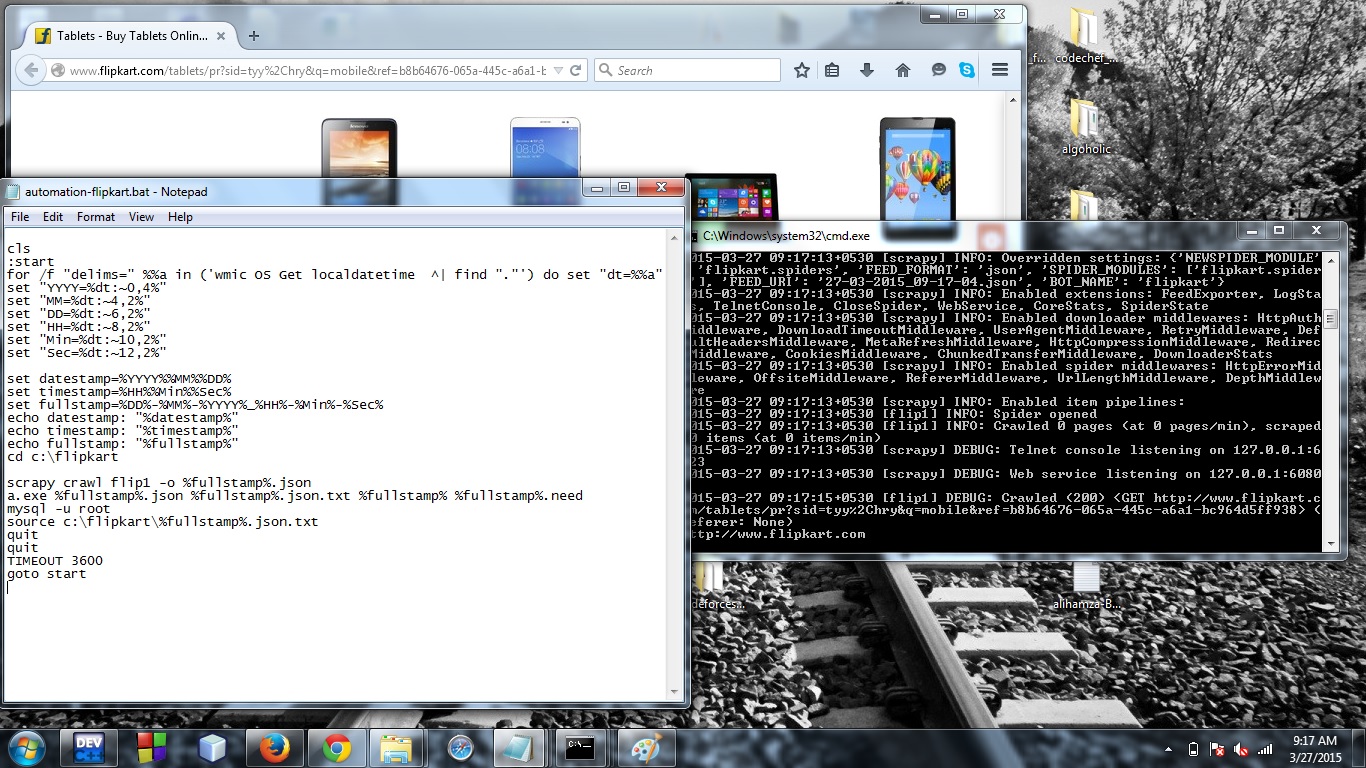 Tablets - Buy Tablets Onlin...
www.flipkart.com/tablets/pr?sid=tyy%2Chry&q=mobile&ref=b8b64676-065a-445c-a6a1-b
Search
codechef_...
_f...
algoholic
08:08
automation-flipkart.bat - Notepad
File Edit Format View Help
cls
:start
for /f "delims=" %%a in ('wmic OS Get localdatetime  ^| find "."') do set "dt=%%a"
set "YYYY=%dt:~0,4%"
set "MM=%dt:~4,2%"
set "DD=%dt:~6,2%"
set "HH=%dt:~8,2%"
set "Min=%dt:~10,2%"
set "Sec=%dt:~12,2%"
set datestamp=%YYYY%%MM%%DD%
set timestamp=%HH%%Min%%Sec%
set fullstamp=%DD%-%MM%-%YYYY%_%HH%-%Min%-%Sec%
echo datestamp: "%datestamp%"
echo timestamp: "%timestamp%"
echo fullstamp: "%fullstamp%"
cd c:\flipkart
scrapy crawl flip1 -o %fullstamp%.json
a.exe %fullstamp%.json %fullstamp%.json.txt %fullstamp% %fullstamp%.need
mysql -u root
source c:\flipkart\%fullstamp%.json.txt
quit
quit
TIMEOUT 3600
goto start
C:\Windows\system32\cmd.exe
015-03-27 09:17:13+0530 [scrapy] INFO: Overridden settings: {'NEWSPIDER_MODULE'
'flipkart.spiders', 'FEED_FORMAT': 'json', 'SPIDER_MODULES': ['flipkart.spider
'], 'FEED_URI': '27-03-2015_09-17-04.json', 'BOT_NAME': 'flipkart'}
015-03-27 09:17:13+0530 [scrapy] INFO: Enabled extensions: FeedExporter, LogSta
, TelnetConsole, CloseSpider, WebService, CoreStats, SpiderState
015-03-27 09:17:13+0530 [scrapy] INFO: Enabled downloader middlewares: HttpAuth
iddleware, DownloadTimeoutMiddleware, UserAgentMiddleware, RetryMiddleware, Def
ltHeadersMiddleware, MetaRefreshMiddleware, HttpCompressionMiddleware, Redirec
Middleware, CookiesMiddleware, ChunkedTransferMiddleware, DownloaderStats
015-03-27 09:17:13+0530 [scrapy] INFO: Enabled spider middlewares: HttpErrorMid
leware, OffsiteMiddleware, RefererMiddleware, UrlLengthMiddleware, DepthMiddlew
re
015-03-27 09:17:13+0530 [scrapy] INFO: Enabled item pipelines:
015-03-27 09:17:13+0530 [flip1] INFO: Spider opened
015-03-27 09:17:13+0530 [flip1] INFO: Crawled 0 pages (at 0 pages/min), scraped
0 items (at 0 items/min)
015-03-27 09:17:13+0530 [scrapy] DEBUG: Telnet console listening on 127.0.0.1:6
23
015-03-27 09:17:13+0530 [scrapy] DEBUG: Web service listening on 127.0.0.1:6080
015-03-27 09:17:15+0530 [flip1] DEBUG: Crawled (200) <GET http://www.flipkart.c
m/tablets/pr?sid=tyy%2Chry&q=mobile&ref=b8b64676-065a-445c-a6a1-bc964d5ff938> (
eferer: None)
ttp://www.flipkart.com
deforces...
alihamza-B...
DEV
C++
C:\_
9:17 AM
3/27/2015